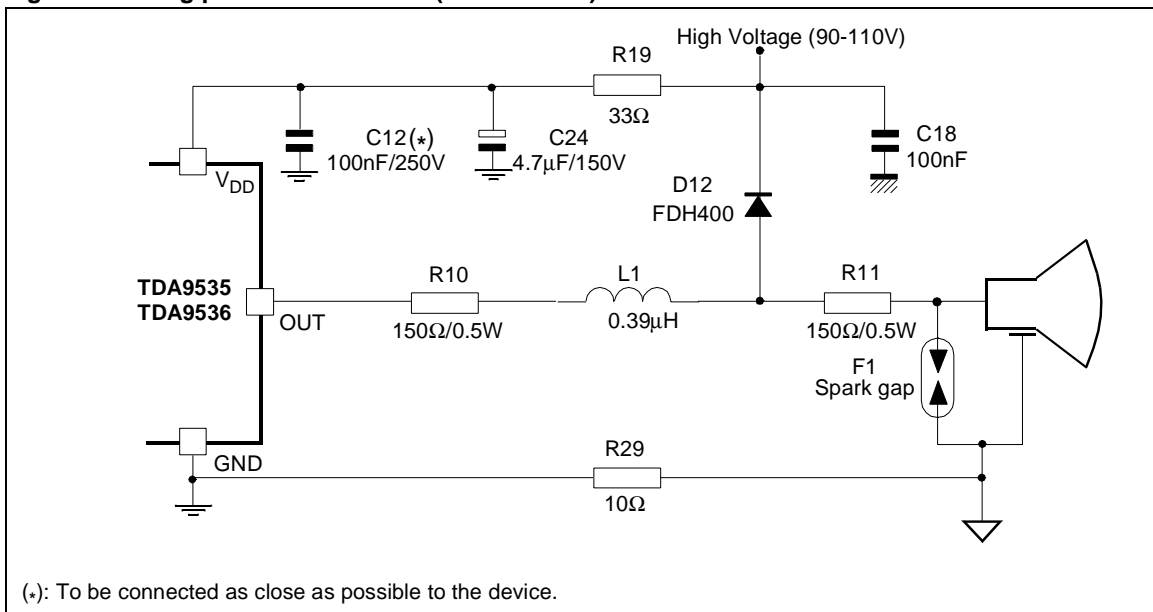 High Voltage (90-110V)
R19
33Ω
C12(*)
100nF/250V
C24
4.7µF/150V
C18
100nF
VDD
D12
FDH400
TDA9535
TDA9536
OUT
R10
150Ω/0.5W
L1
0.39µH
R11
150Ω/0.5W
F1
Spark gap
GND
R29
10Ω
(*): To be connected as close as possible to the device.